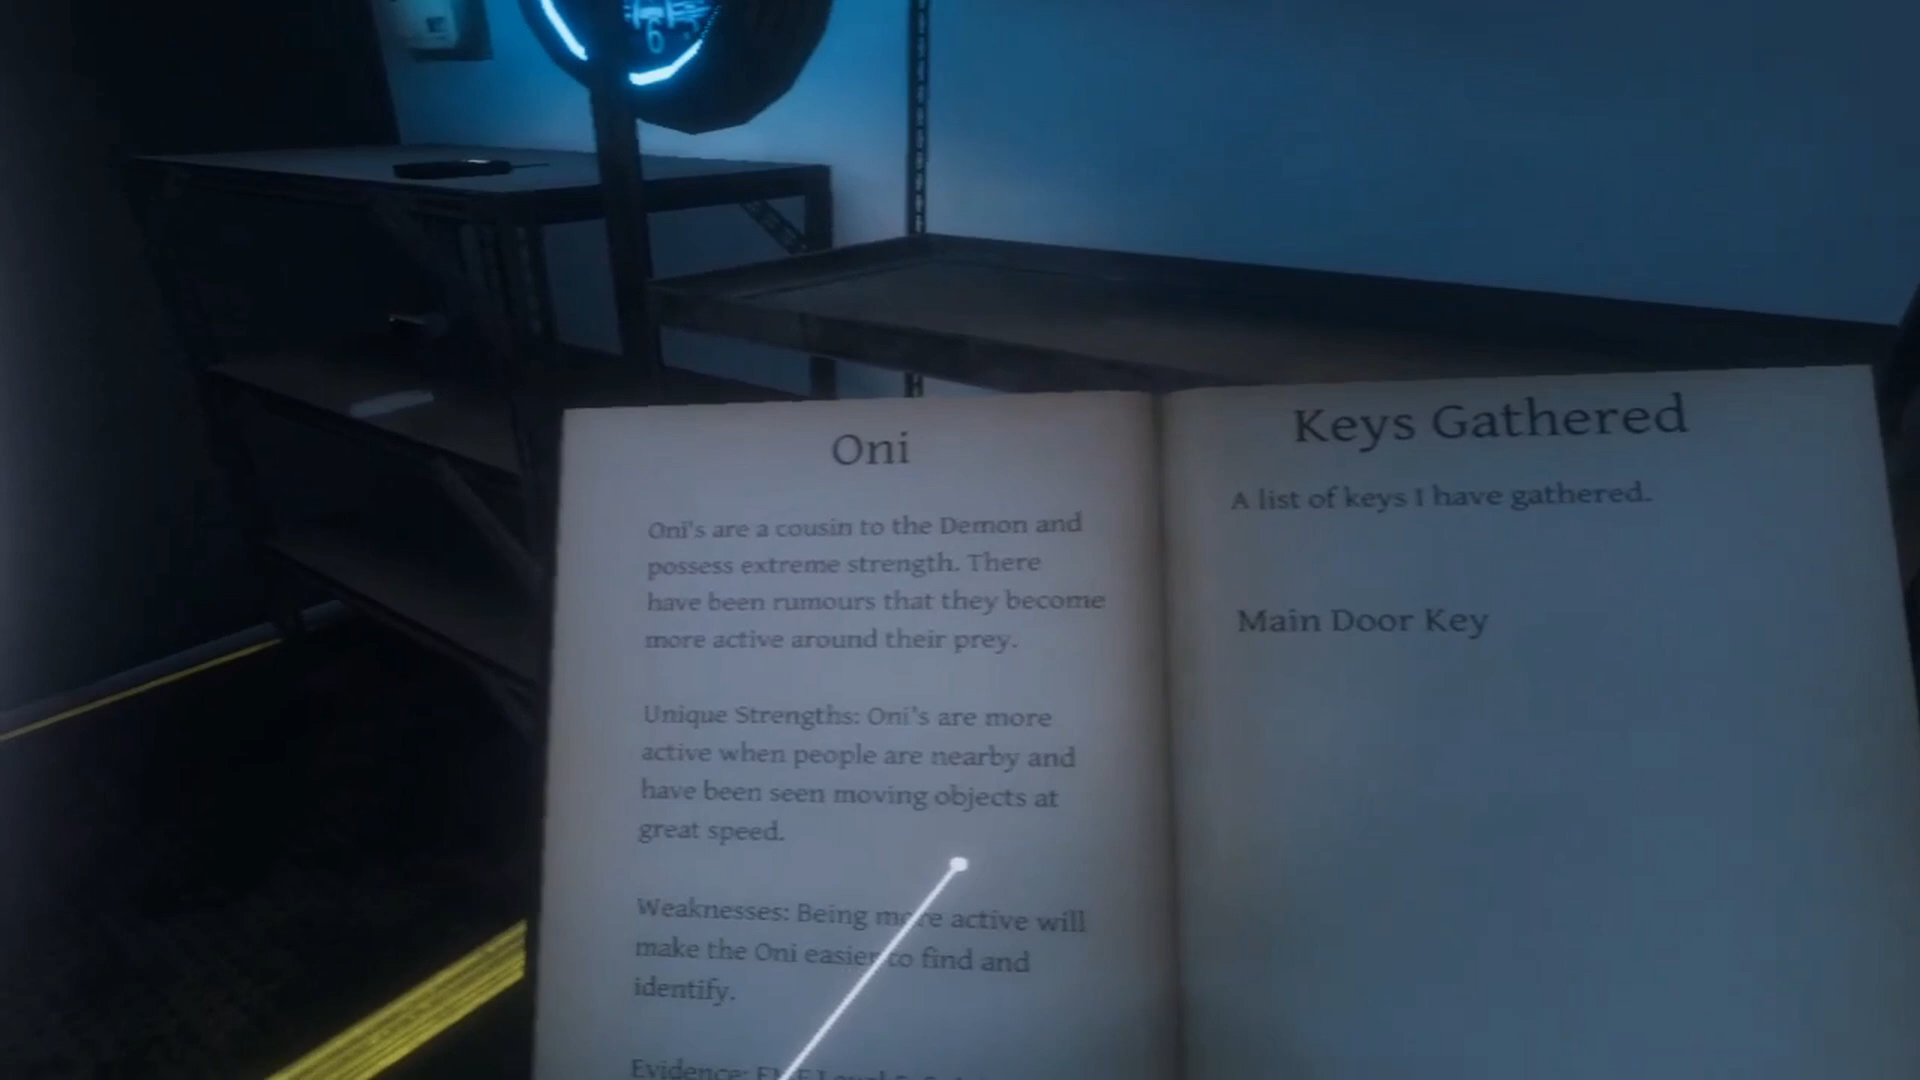 6
Oni
Oni's are a cousin to the Demon and
possess extreme strength. There
have been rumours that they become
more active around their prey.
Unique Strengths: Oni's are more
active when people are nearby and
have been seen moving objects at
great speed.
Weaknesses: Being more active will
make the Oni easier to find and
identify.
Evidence:
Keys Gathered
A list of keys I have gathered.
Main Door Key